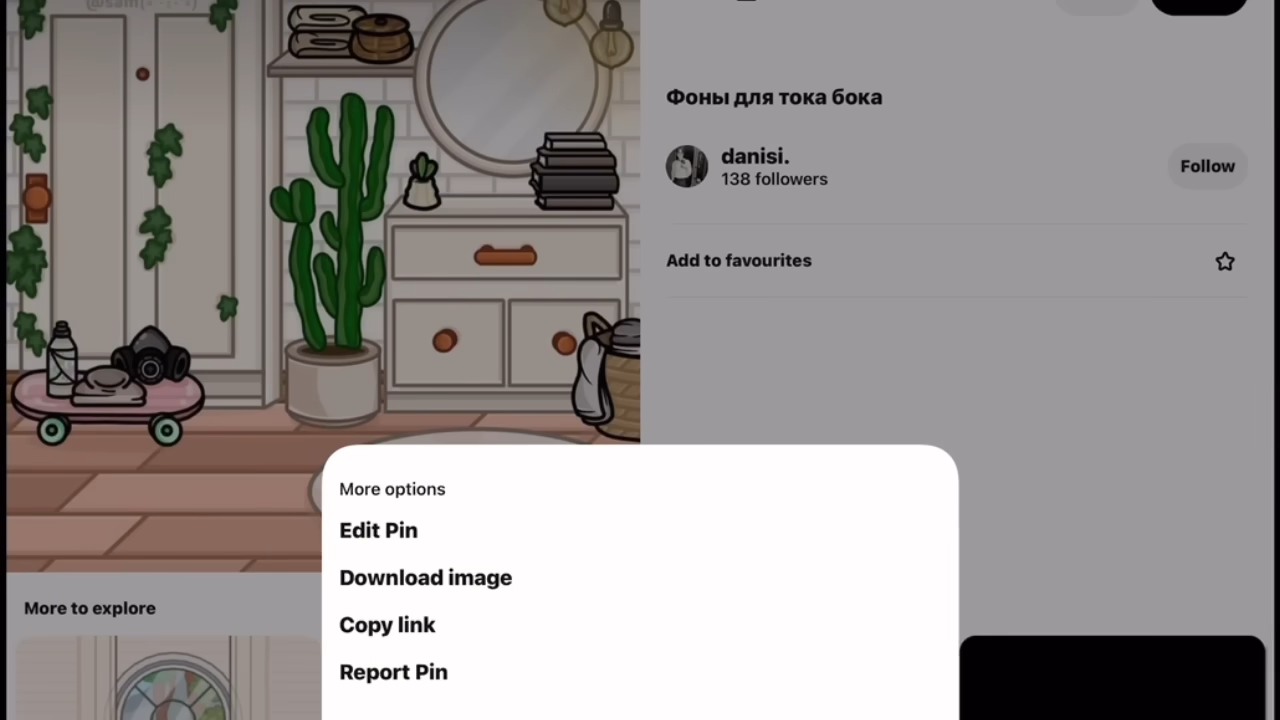 Фоны для тока бока
danisi.
138 followers
Follow
Add to favourites
More options
Edit Pin
Download image
Copy link
Report Pin
More to explore